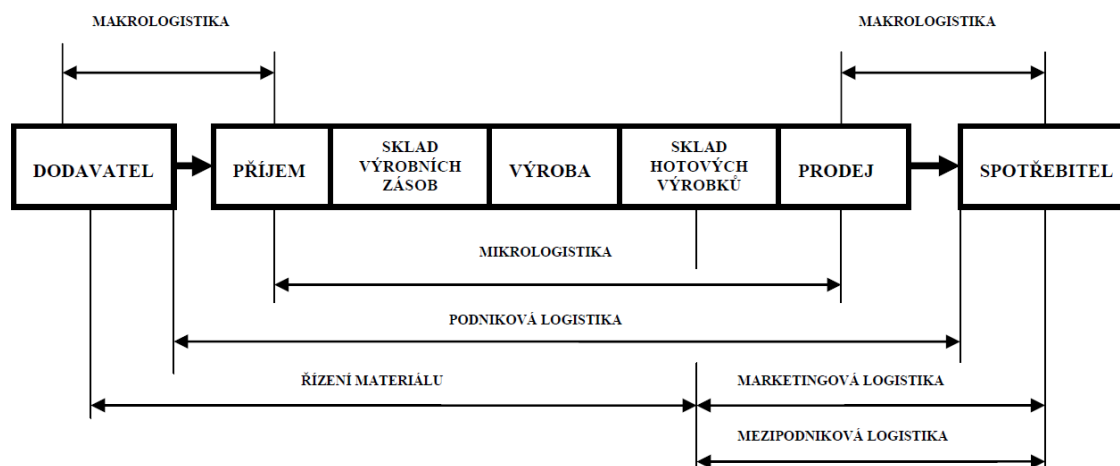 MAKROLOGISTIKA
MAKROLOGISTIKA
DODAVATEL
PŘÍJEM
SKLAD
VÝROBNÍCH
ZÁSOB
VÝROBA
SKLAD
HOTOVÝCH
VÝROBKŮ
PRODEJ
SPOTŘEBITEL
MIKROLOGISTIKA
PODNIKOVÁ LOGISTIKA
ŘÍZENÍ MATERIÁLU
MARKETINGOVÁ LOGISTIKA
MEZIPODNIKOVÁ LOGISTIKA